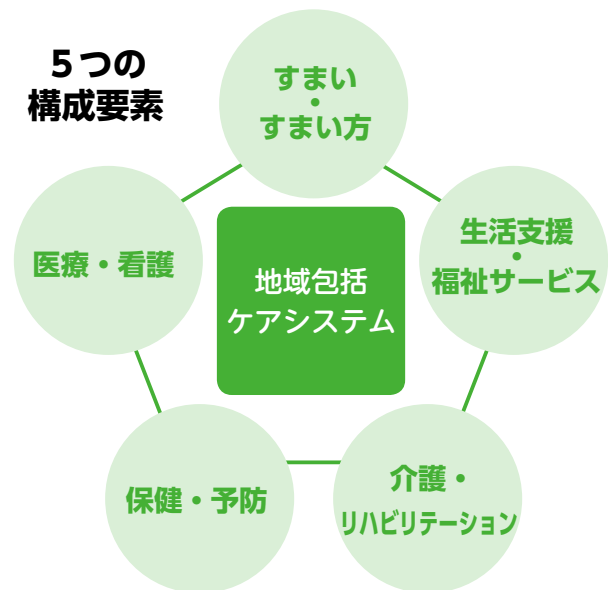 ５つの
構成要素
すまい
・
すまい方
生活支援
・
福祉サービス
医療・看護
地域包括
ケアシステム
介護・
リハビリテーション
保健・予防